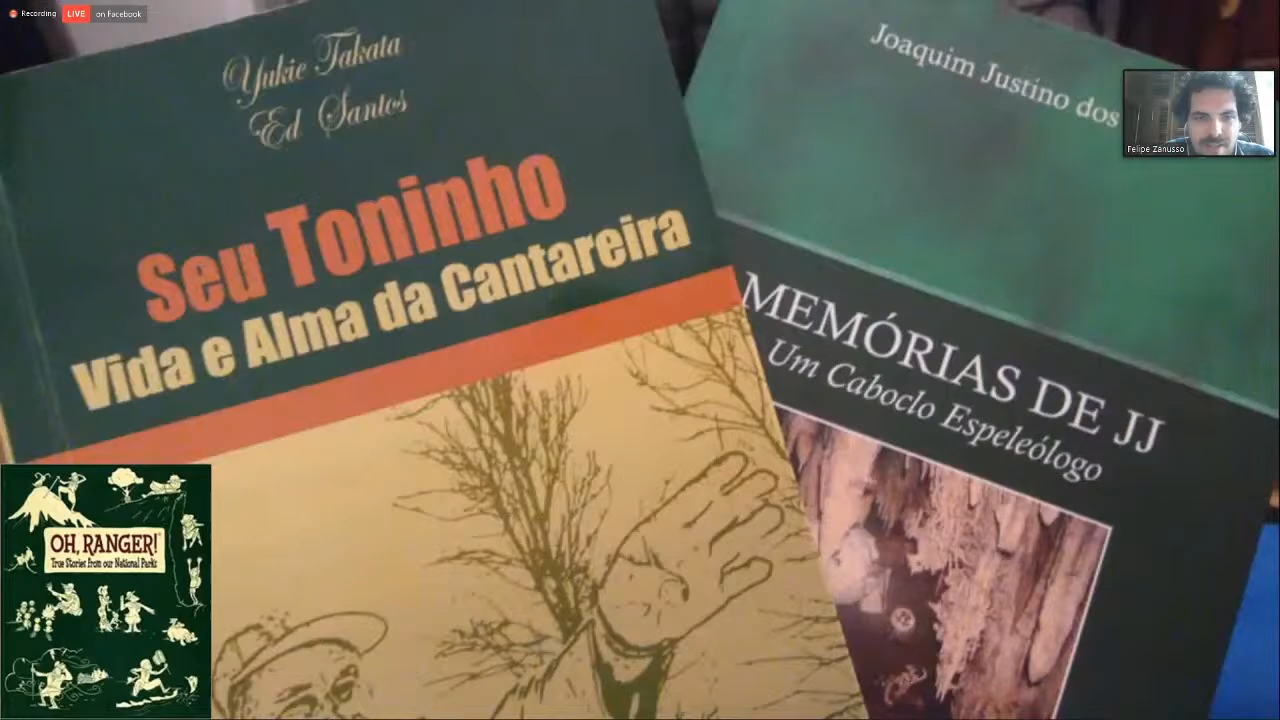 Recording LIVE on Facebook
Yukie Takata
Ed Santos
Seu Toninho
Vida e Alma da Cantareira
Joaquim Justino dos
Felipe Zanusso
MEMÓRIAS DE JJ
Um Caboclo Espeleólogo
OH, RANGER!
True Stories from our National Parks